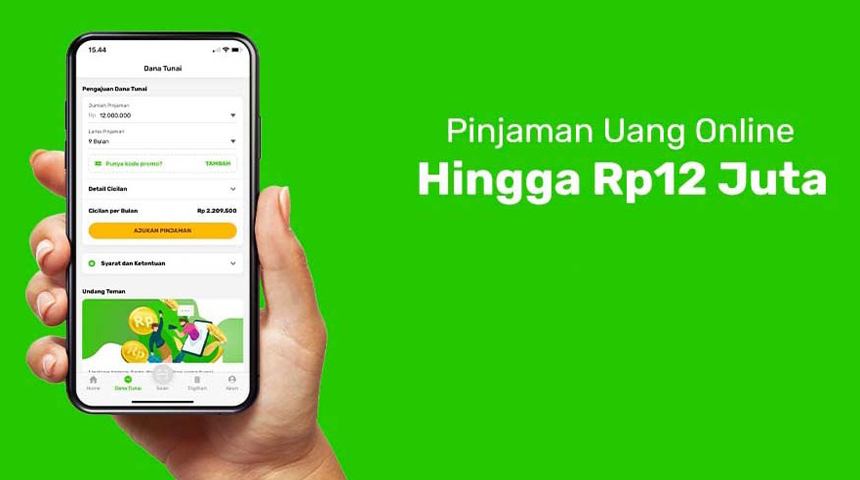 15.44
Dana Tunai
Pengajuan Dana Tunai
Jumlah Pinjaman
Rp 12.000.000
Lama Pinjaman
9 Bulan
Punya kode promo? TAMBAH
Detail Cicilan
Cicilan per Bulan Rp 2.209,500
AJUKAN PINJAMAN
Syarat dan Ketentuan
Undang Teman
Rp
Rp
Home Dana Tunai Scan Tagihan Akun
Pinjaman Uang Online
Hingga Rp12 Juta